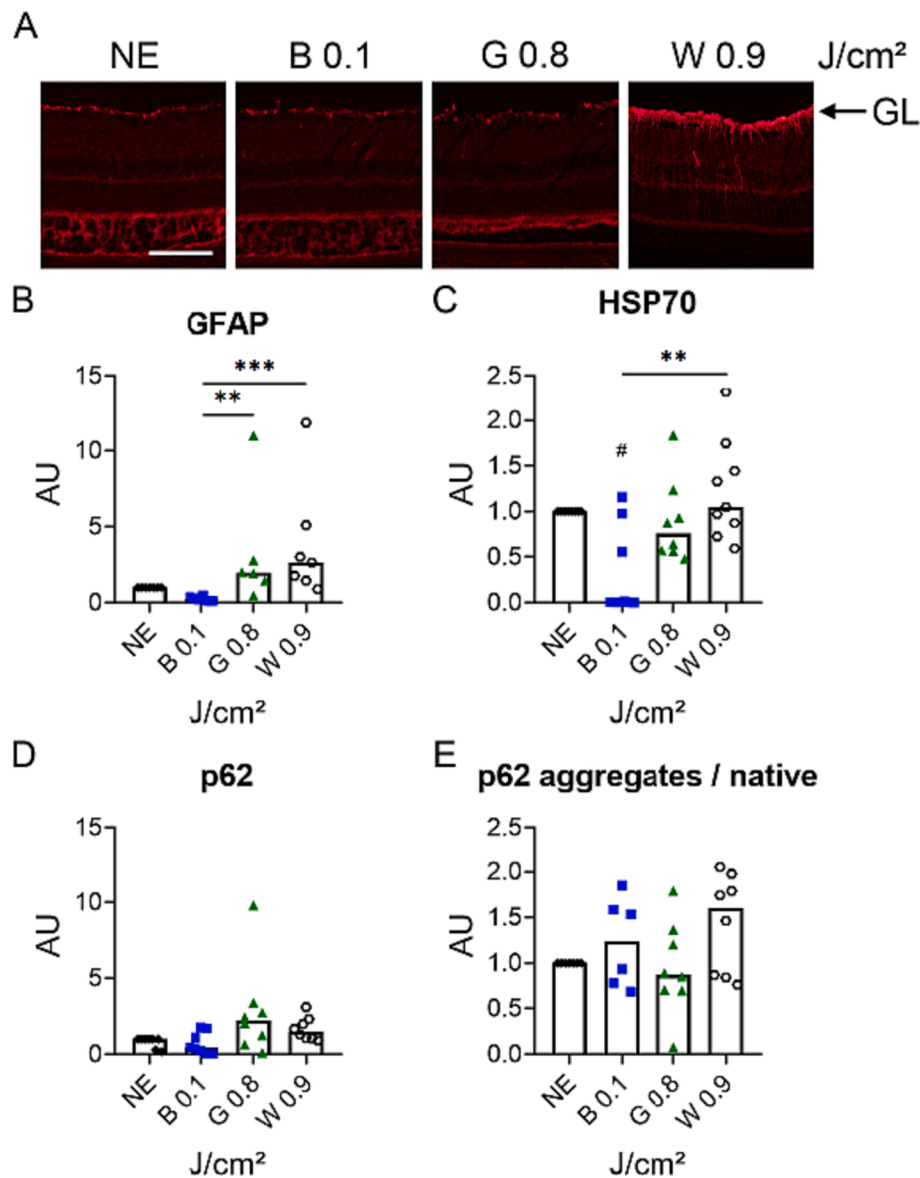 A
NE B 0.1 G 0.8 W 0.9 J/cm²
GL
B
GFAP
***
**
15
10
5
0
AU
NE B 0.1 G 0.8 W 0.9
J/cm²
C
HSP70
**
#
2.5
2.0
1.5
1.0
0.5
0.0
AU
NE B 0.1 G 0.8 W 0.9
J/cm²
D
p62
15
10
5
0
AU
NE B 0.1 G 0.8 W 0.9
J/cm²
E
p62 aggregates / native
2.5
2.0
1.5
1.0
0.5
0.0
AU
NE B 0.1 G 0.8 W 0.9
J/cm²